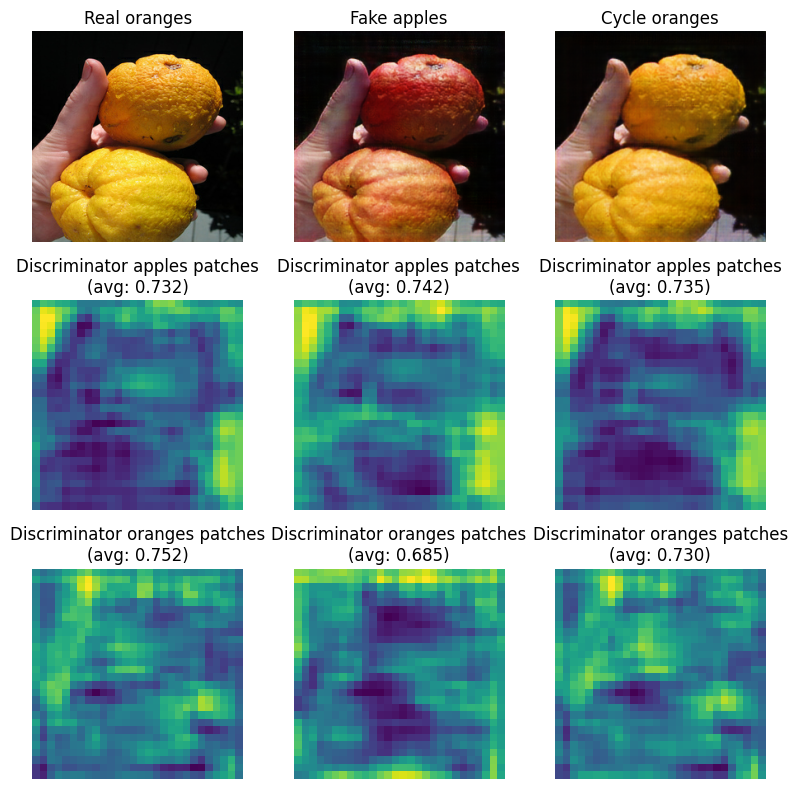 Real oranges
Fake apples
Cycle oranges
Discriminator apples patches
(avg: 0.732)
Discriminator apples patches
(avg: 0.742)
Discriminator apples patches
(avg: 0.735)
Discriminator oranges patches
(avg: 0.752)
Discriminator oranges patches
(avg: 0.685)
Discriminator oranges patches
(avg: 0.730)